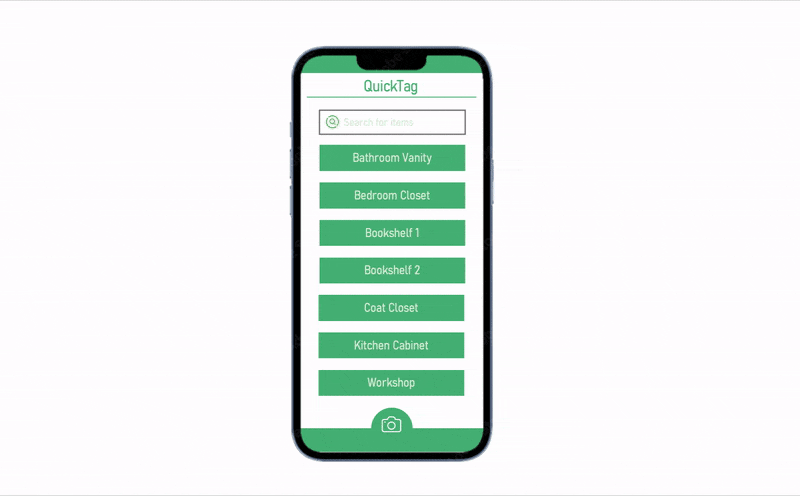 QuickTag
Search for items
Bathroom Vanity
Bedroom Closet
Bookshelf 1
Bookshelf 2
Coat Closet
Kitchen Cabinet
Workshop